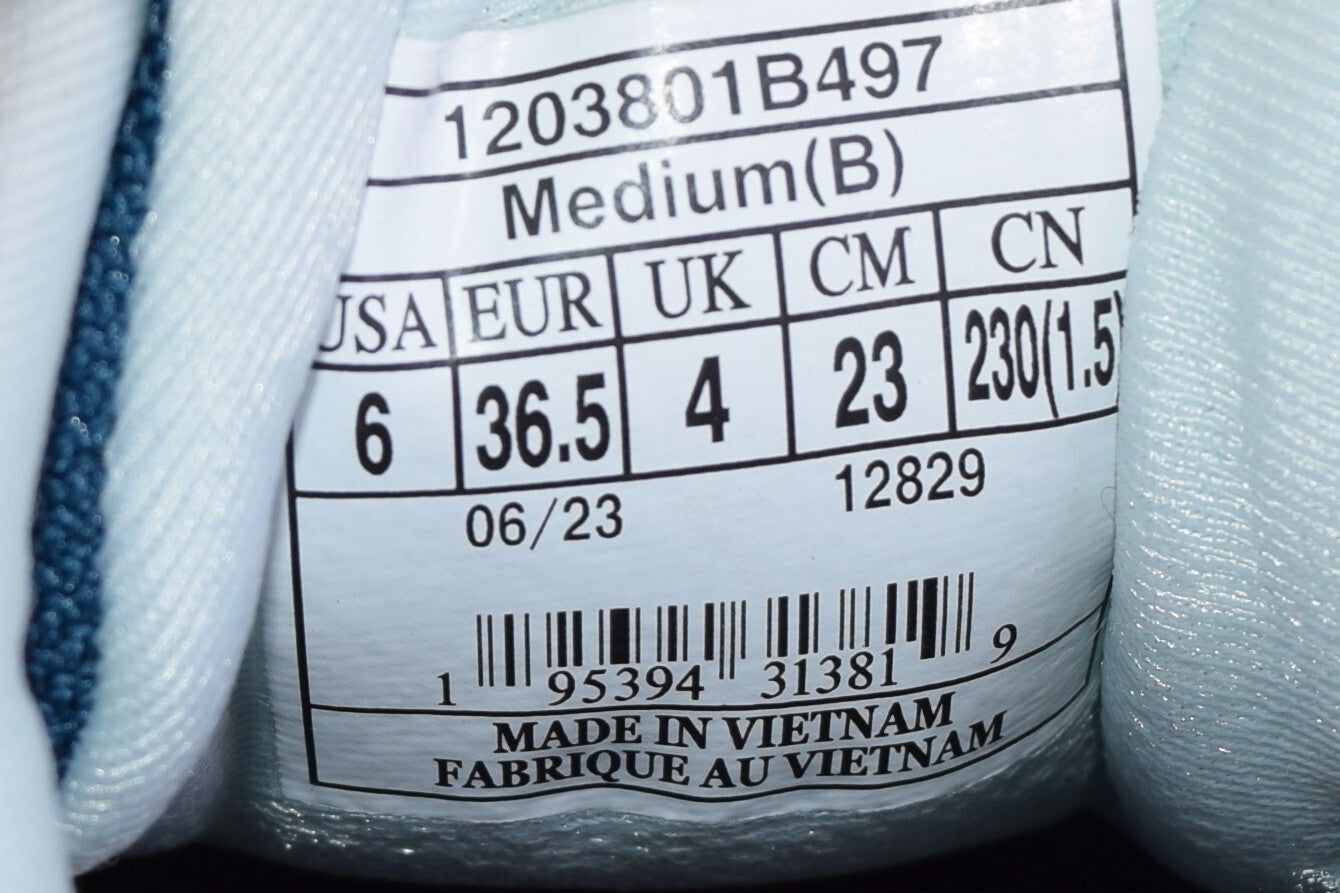 1203801B497
Medium(B)
USA EUR UK CM CN
6 36.5 4 23 230(1.5)
06/23 12829
1 95394 31381 9
MADE IN VIETNAM
FABRIQUE AU VIETNAM